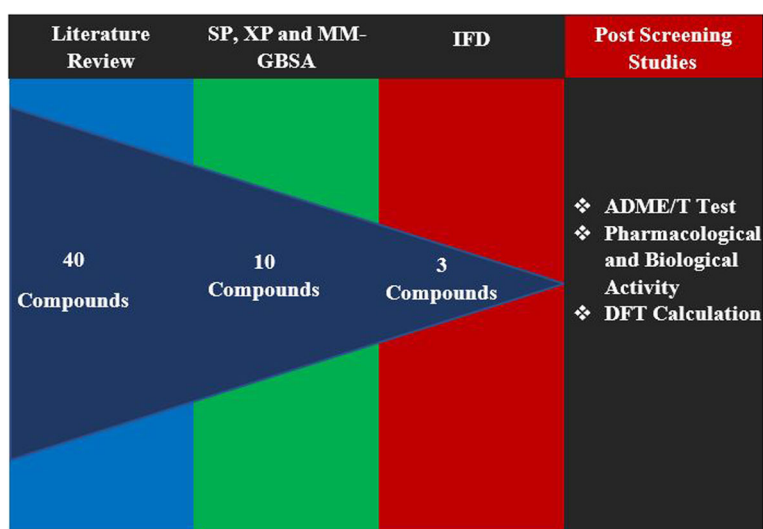 Literature
Review
SP, XP and MM-
GBSA
IFD
Post Screening
Studies
40
Compounds
10
Compounds
3
Compounds
❖ ADME/T Test
❖ Pharmacological
and Biological
Activity
❖ DFT Calculation